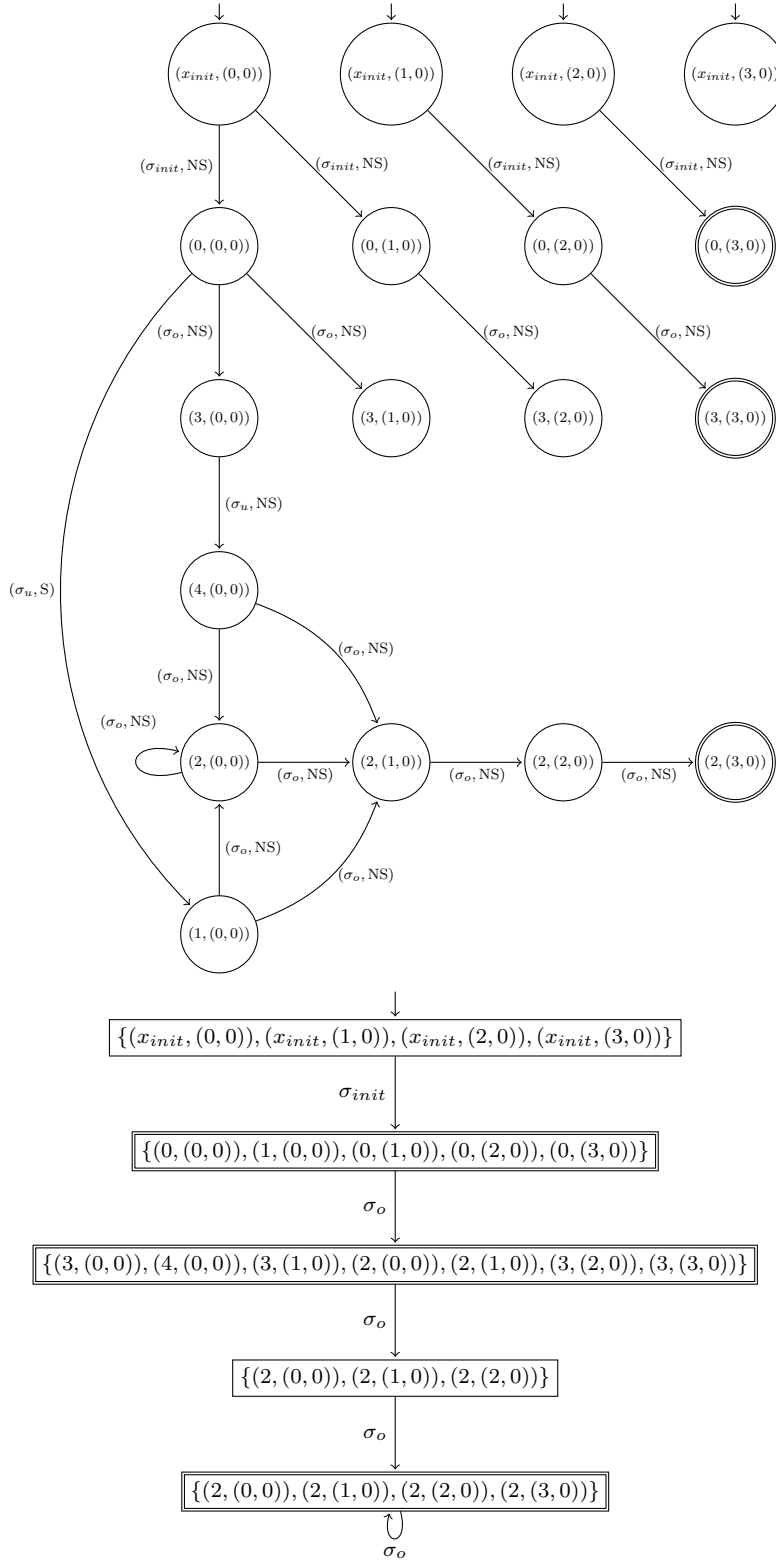 (x_init, (0, 0)) (x_init, (1, 0)) (x_init, (2, 0)) (x_init, (3, 0)
(σ_init, NS) (σ_init, NS) (σ_init, NS) (σ_init, NS)
(0, (0, 0)) (0, (1, 0)) (0, (2, 0)) (0, (3, 0))
(σ_o, NS) (σ_o, NS) (σ_o, NS) (σ_o, NS)
(3, (0, 0)) (3, (1, 0)) (3, (2, 0)) (3, (3, 0))
(σ_u, NS)
(σ_u, S)
(4, (0, 0))
(σ_o, NS)
(σ_o, NS)
(σ_o, NS)
(2, (0, 0)) (2, (1, 0)) (2, (2, 0)) (2, (3, 0))
(σ_o, NS) (σ_o, NS) (σ_o, NS)
(σ_o, NS)
(σ_o, NS)
(1, (0, 0))
{(x_init, (0, 0)), (x_init, (1, 0)), (x_init, (2, 0)), (x_init, (3, 0))}
σ_init
{(0, (0, 0)), (1, (0, 0)), (0, (1, 0)), (0, (2, 0)), (0, (3, 0))}
σ_o
{(3, (0, 0)), (4, (0, 0)), (3, (1, 0)), (2, (0, 0)), (2, (1, 0)), (3, (2, 0)), (3, (3, 0))}
σ_o
{(2, (0, 0)), (2, (1, 0)), (2, (2, 0))}
σ_o
{(2, (0, 0)), (2, (1, 0)), (2, (2, 0)), (2, (3, 0))}
σ_o